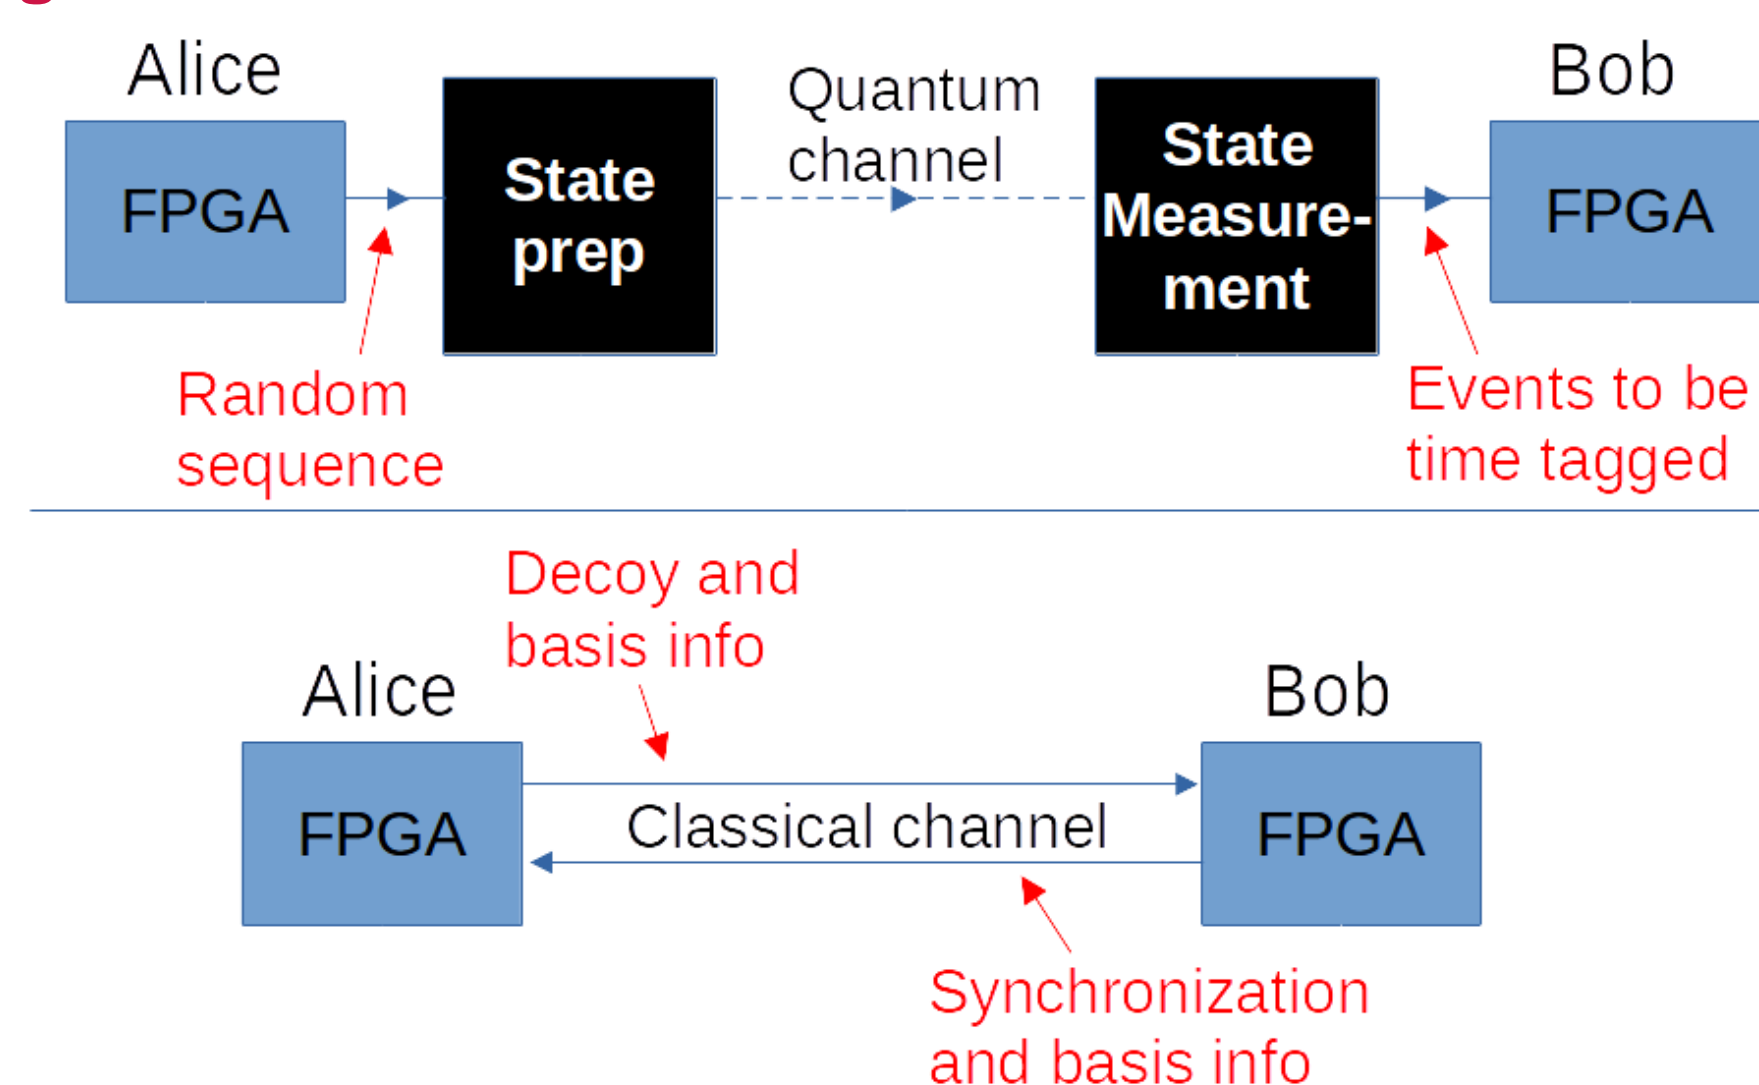 Alice
Bob
Quantum
channel
FPGA
State
prep
State
Measure-
ment
FPGA
Random
sequence
Events to be
time tagged
Decoy and
basis info
Alice
Bob
FPGA
Classical channel
FPGA
Synchronization
and basis info